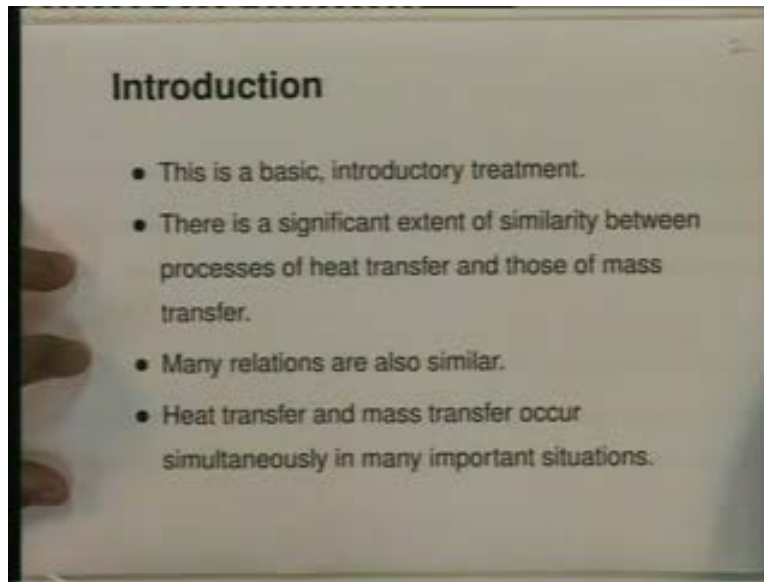 Introduction
• This is a basic, introductory treatment.
• There is a significant extent of similarity between
processes of heat transfer and those of mass
transfer.
• Many relations are also similar.
• Heat transfer and mass transfer occur
simultaneously in many important situations.